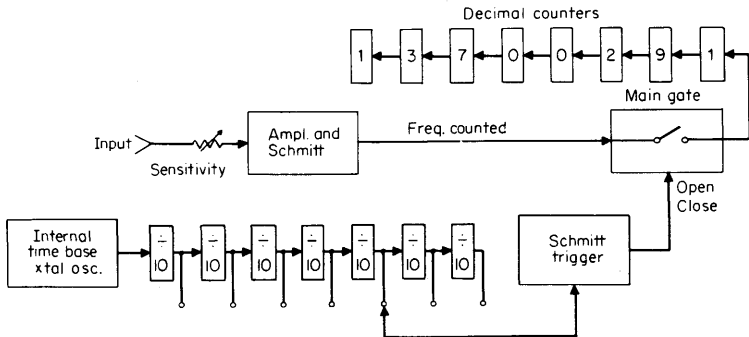 Decimal counters
1 3 7 0 0 2 9 1
Main gate
Input
Sensitivity
Ampl. and
Schmitt
Freq. counted
Open
Close
Internal
time base
xtal osc.
÷ ÷ ÷ ÷ ÷ ÷ ÷
10 10 10 10 10 10 10
Schmitt
trigger